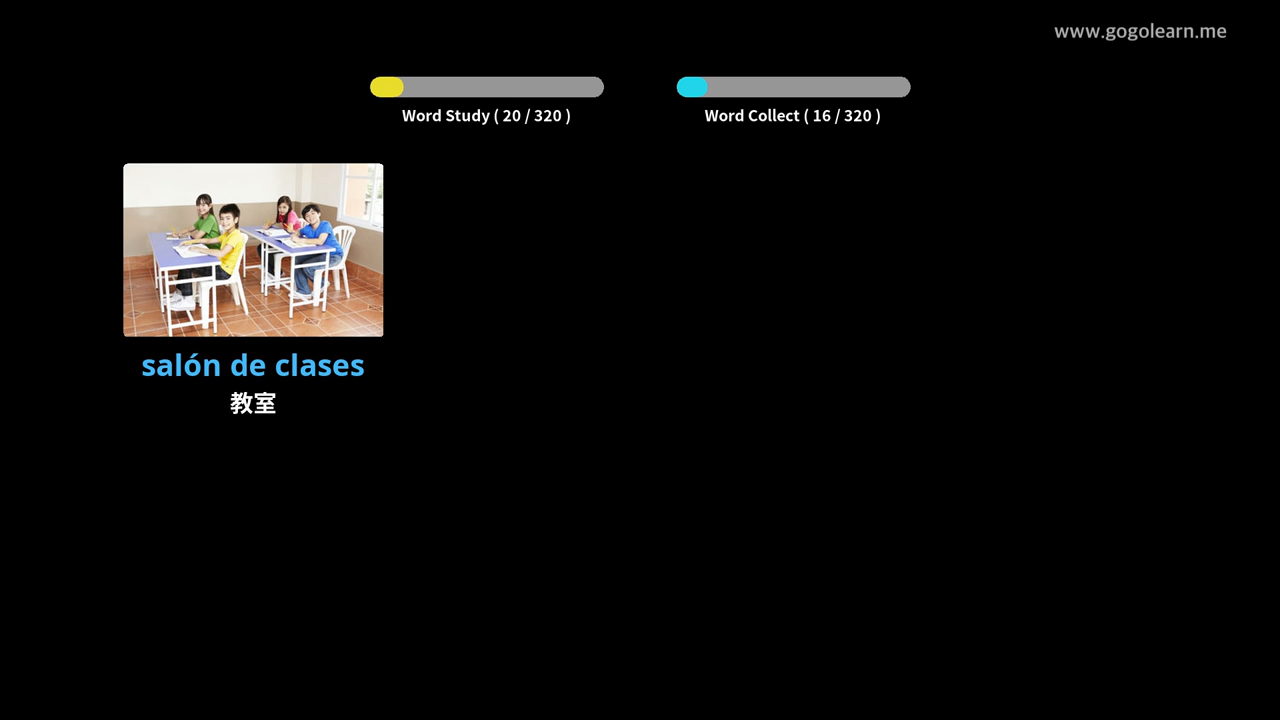 www.gogolearn.me
Word Study ( 20 / 320 )
Word Collect ( 16 / 320 )
salón de clases
教室